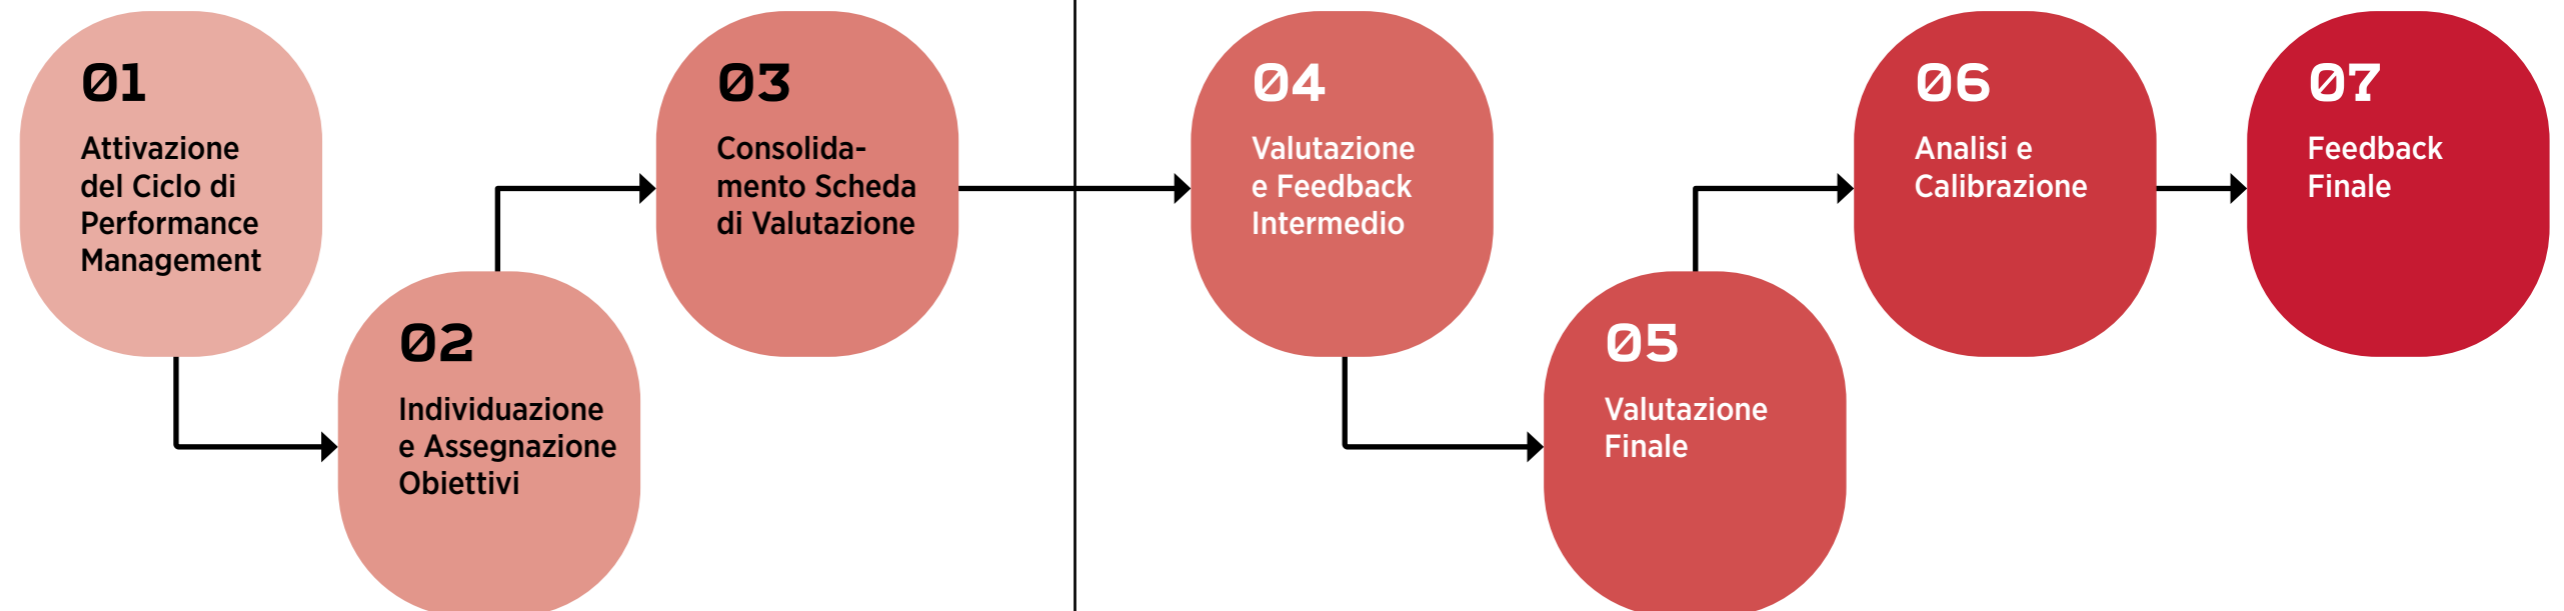 01
Attivazione
del Ciclo di
Performance
Management
02
Individuazione
e Assegnazione
Obiettivi
03
Consolida-
mento Scheda
di Valutazione
04
Valutazione
e Feedback
Intermedio
05
Valutazione
Finale
06
Analisi e
Calibrazione
07
Feedback
Finale